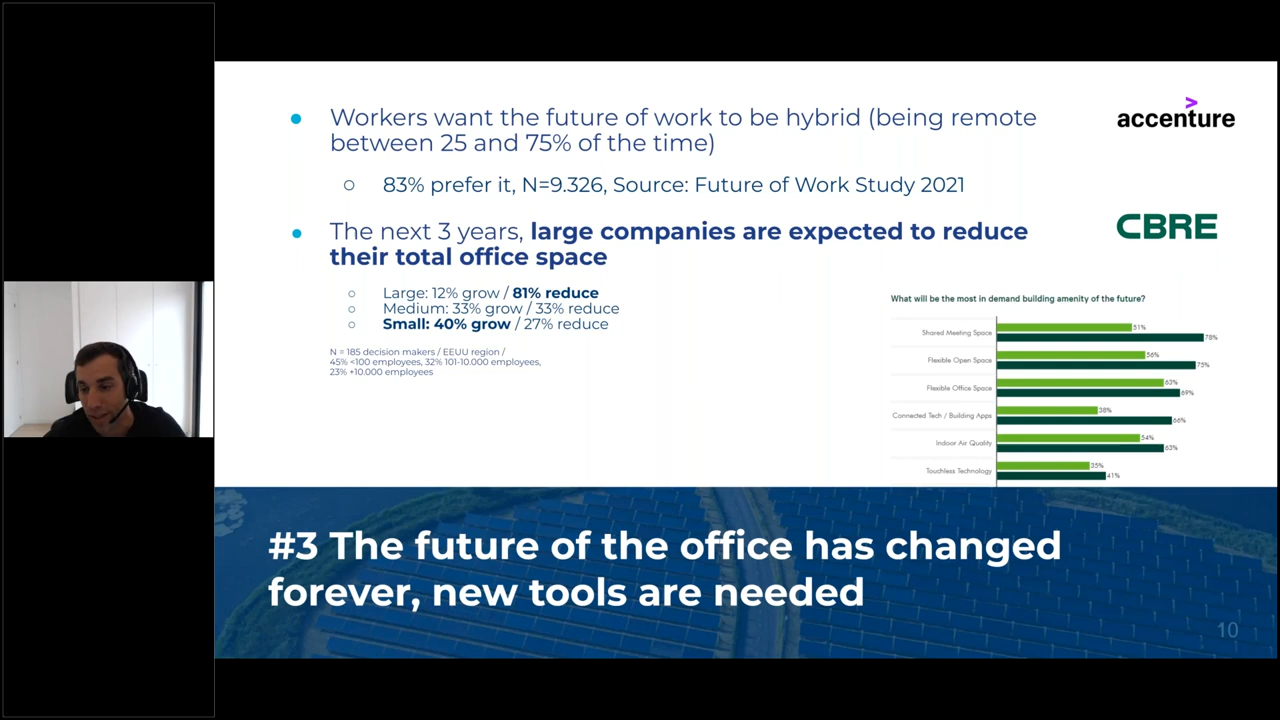 Workers want the future of work to be hybrid (being remote
between 25 and 75% of the time)
83% prefer it, N=9.326, Source: Future of Work Study 2021
The next 3 years, large companies are expected to reduce
their total office space
Large: 12% grow / 81% reduce
Medium: 33% grow / 33% reduce
Small: 40% grow / 27% reduce
N = 185 decision makers / EEUU region /
45% <100 employees, 32% 101-10.000 employees,
23% +10.000 employees
>
accenture
CBRE
What will be the most in demand building amenity of the future?
Shared Meeting Space
51%
78%
Flexible Open Space
56%
75%
Flexible Office Space
63%
69%
Connected Tech / Building Apps
38%
66%
Indoor Air Quality
54%
63%
Touchless Technology
35%
41%
#3 The future of the office has changed
forever, new tools are needed
10